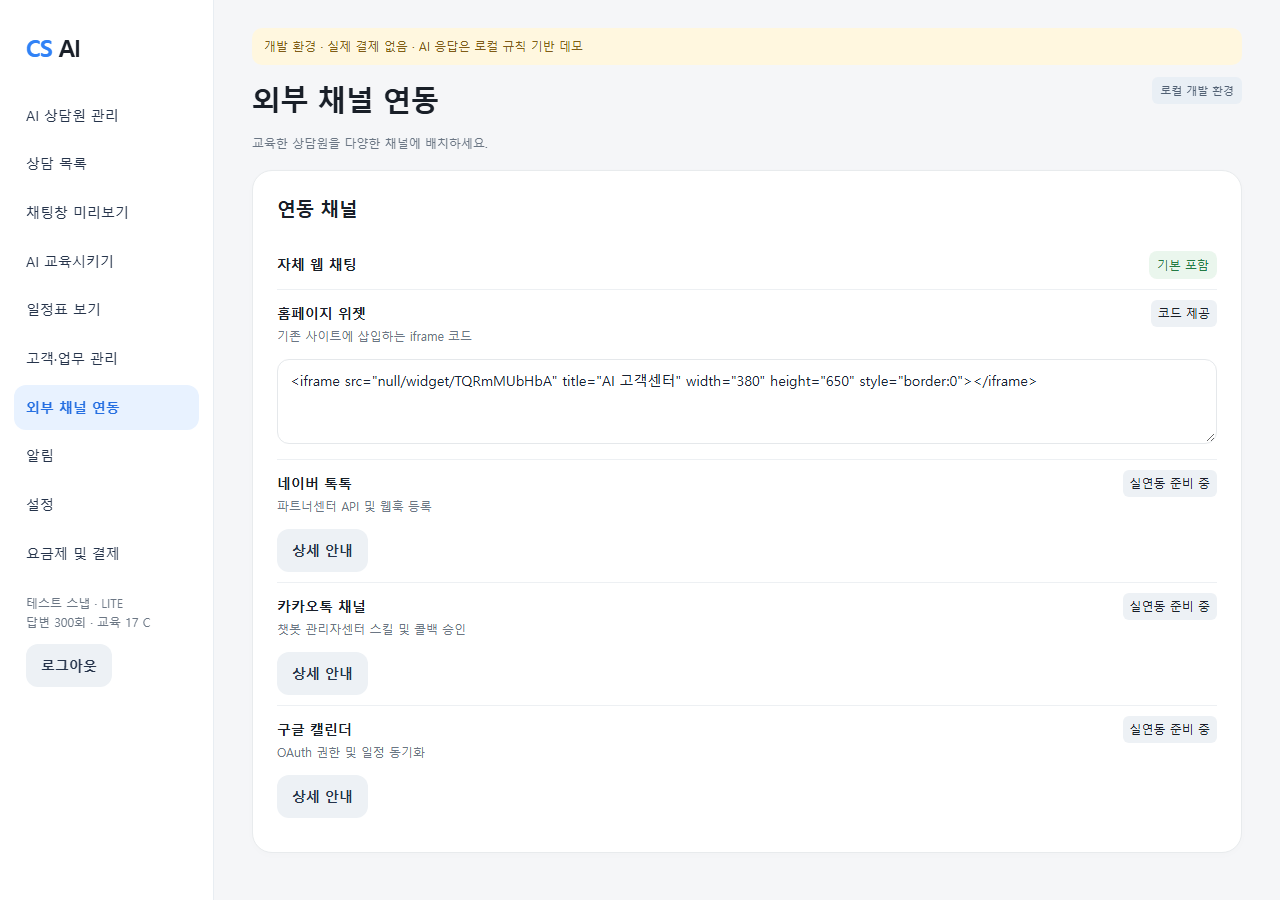 CS AI
AI 상담원 관리
상담 목록
채팅창 미리보기
AI 교육시키기
일정표 보기
고객·업무 관리
외부 채널 연동
알림
설정
요금제 및 결제
테스트 스냅 · LITE
답변 300회 · 교육 17 C
로그아웃
개발 환경 · 실제 결제 없음 · AI 응답은 로컬 규칙 기반 데모
외부 채널 연동
로컬 개발 환경
교육한 상담원을 다양한 채널에 배치하세요.
연동 채널
자체 웹 채팅
기본 포함
홈페이지 위젯
코드 제공
기존 사이트에 삽입하는 iframe 코드
<iframe src="null/widget/TQRmMUbHbA" title="AI 고객센터" width="380" height="650" style="border:0"></iframe>
네이버 톡톡
실연동 준비 중
파트너센터 API 및 웹훅 등록
상세 안내
카카오톡 채널
실연동 준비 중
챗봇 관리자센터 스킬 및 콜백 승인
상세 안내
구글 캘린더
실연동 준비 중
OAuth 권한 및 일정 동기화
상세 안내